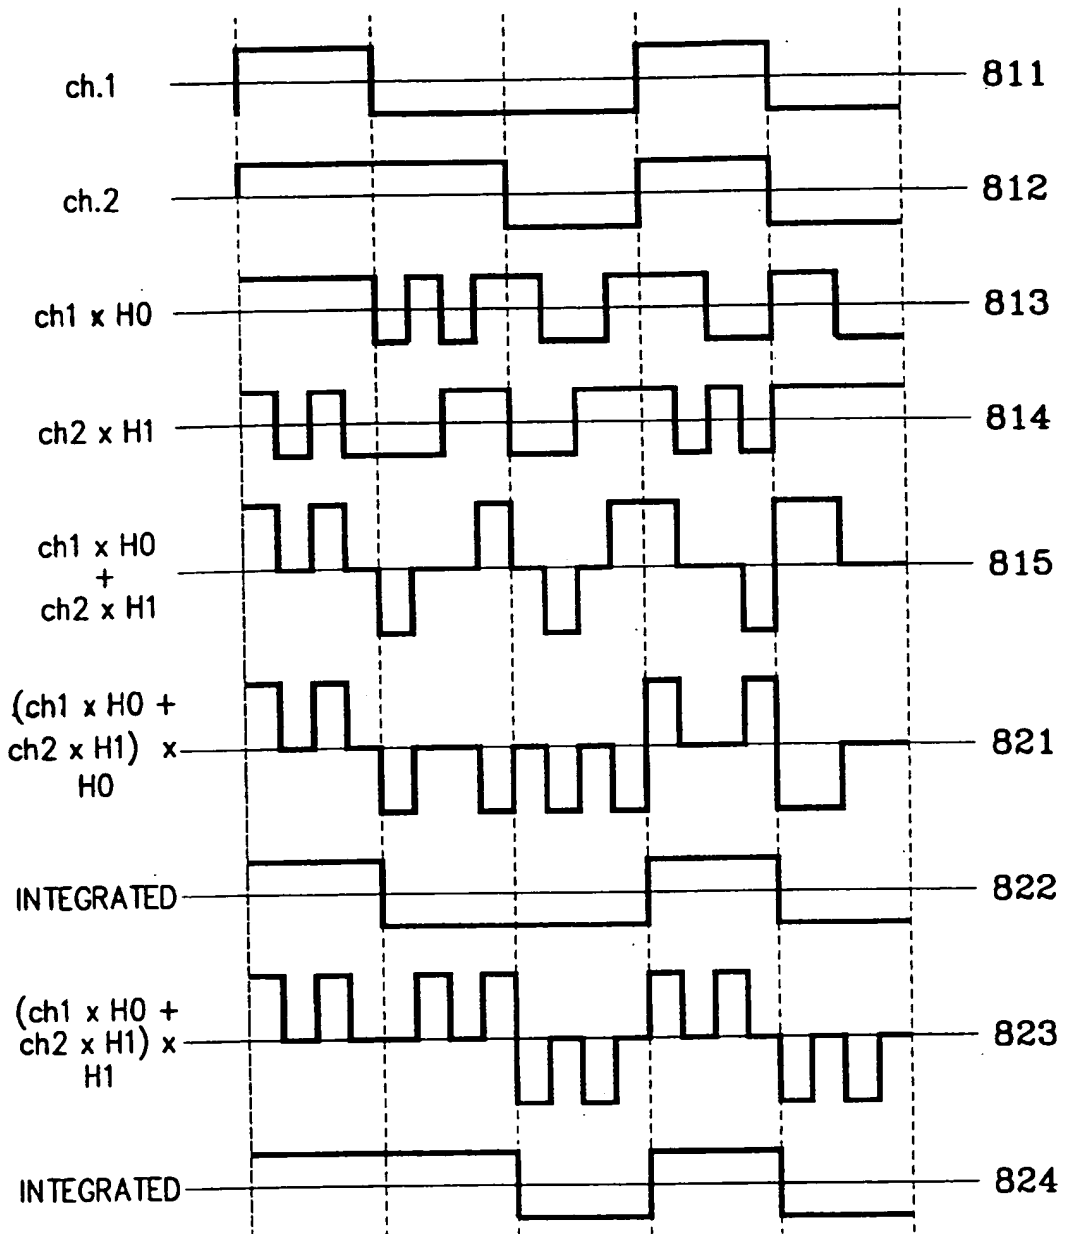 ch.1
811
ch.2
812
ch1 x H0
813
ch2 x H1
814
ch1 x H0
+
ch2 x H1
815
(ch1 x H0 +
ch2 x H1) x
H0
821
INTEGRATED
822
(ch1 x H0 +
ch2 x H1) x
H1
823
INTEGRATED
824